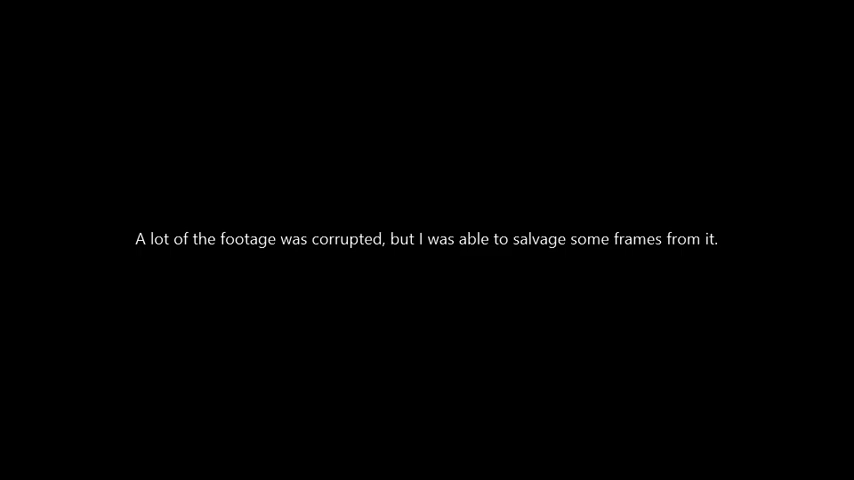 A lot of the footage was corrupted, but I was able to salvage some frames from it.